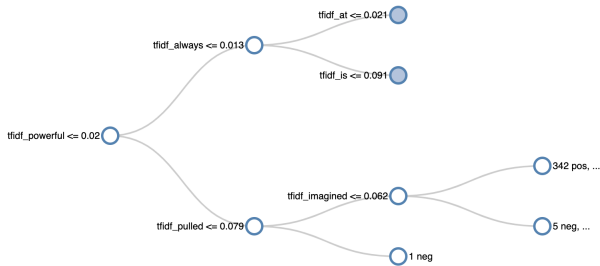 tfidf_at <= 0.021
tfidf_always <= 0.013
tfidf_is <= 0.091
tfidf_powerful <= 0.02
342 pos, ...
tfidf_imagined <= 0.062
tfidf_pulled <= 0.079
5 neg, ...
1 neg